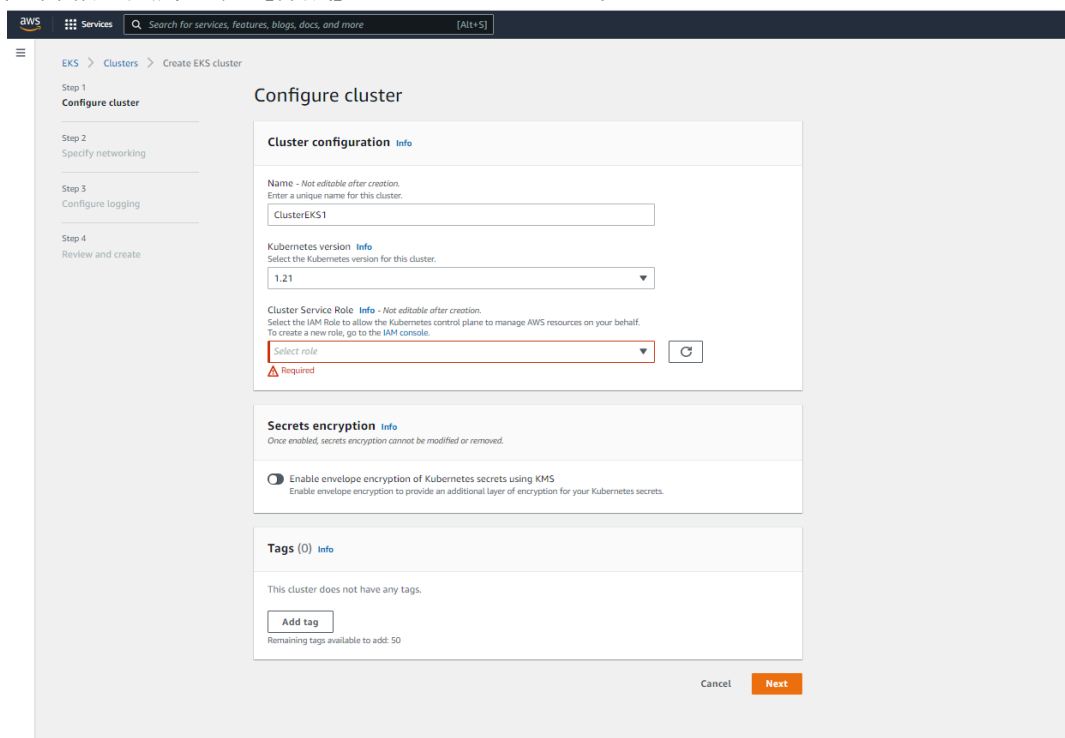 aws
Services
Search for services, features, blogs, docs, and more
[Alt+S]
EKS > Clusters > Create EKS cluster
Step 1
Configure cluster
Step 2
Specify networking
Step 3
Configure logging
Step 4
Review and create
Configure cluster
Cluster configuration Info
Name - Not editable after creation.
Enter a unique name for this cluster.
ClusterEKS1
Kubernetes version Info
Select the Kubernetes version for this cluster.
1.21
Cluster Service Role Info - Not editable after creation.
Select the IAM Role to allow the Kubernetes control plane to manage AWS resources on your behalf.
To create a new role, go to the IAM console.
Select role
Required
Secrets encryption Info
Once enabled, secrets encryption cannot be modified or removed.
Enable envelope encryption of Kubernetes secrets using KMS
Enable envelope encryption to provide an additional layer of encryption for your Kubernetes secrets.
Tags (0) Info
This cluster does not have any tags.
Add tag
Remaining tags available to add: 50
Cancel
Next